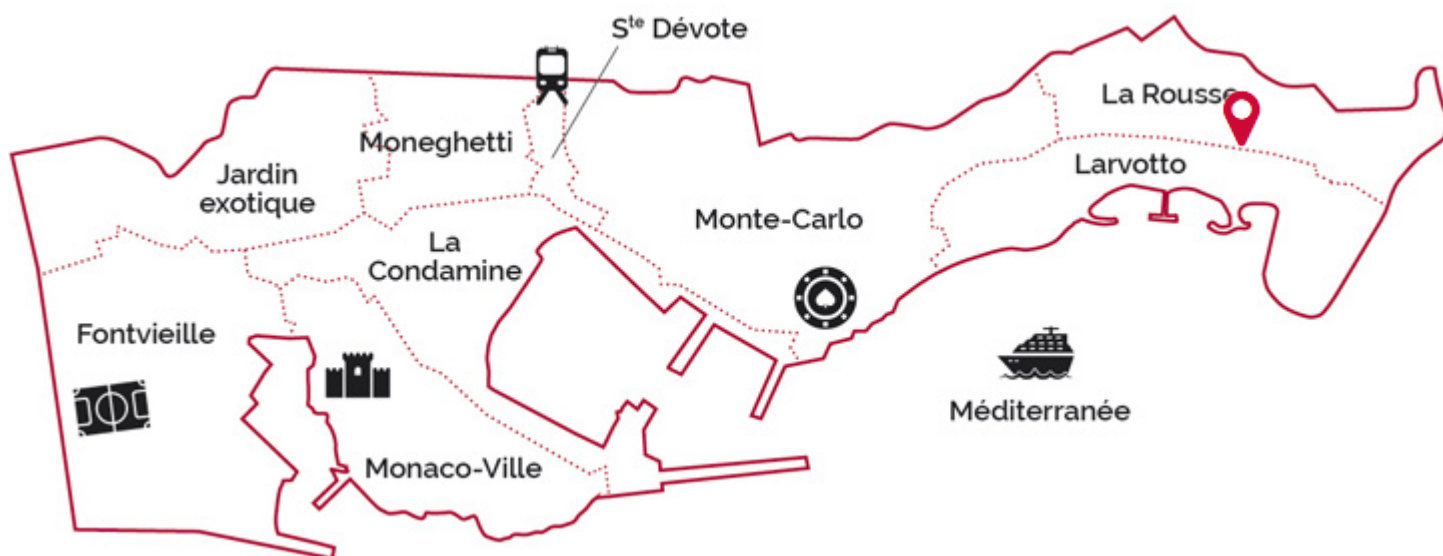 Sᵗᵉ Dévote
La Rousse
Moneghetti
Larvotto
Jardin
exotique
Monte-Carlo
La
Condamine
Fontvieille
Méditerranée
Monaco-Ville